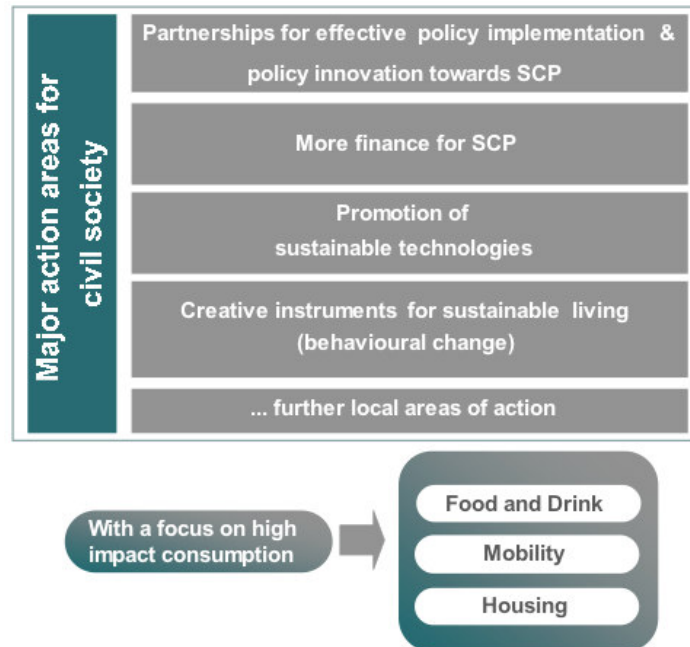 Major action areas for
civil society
Partnerships for effective policy implementation &
policy innovation towards SCP
More finance for SCP
Promotion of
sustainable technologies
Creative instruments for sustainable living
(behavioural change)
... further local areas of action
With a focus on high
impact consumption
Food and Drink
Mobility
Housing